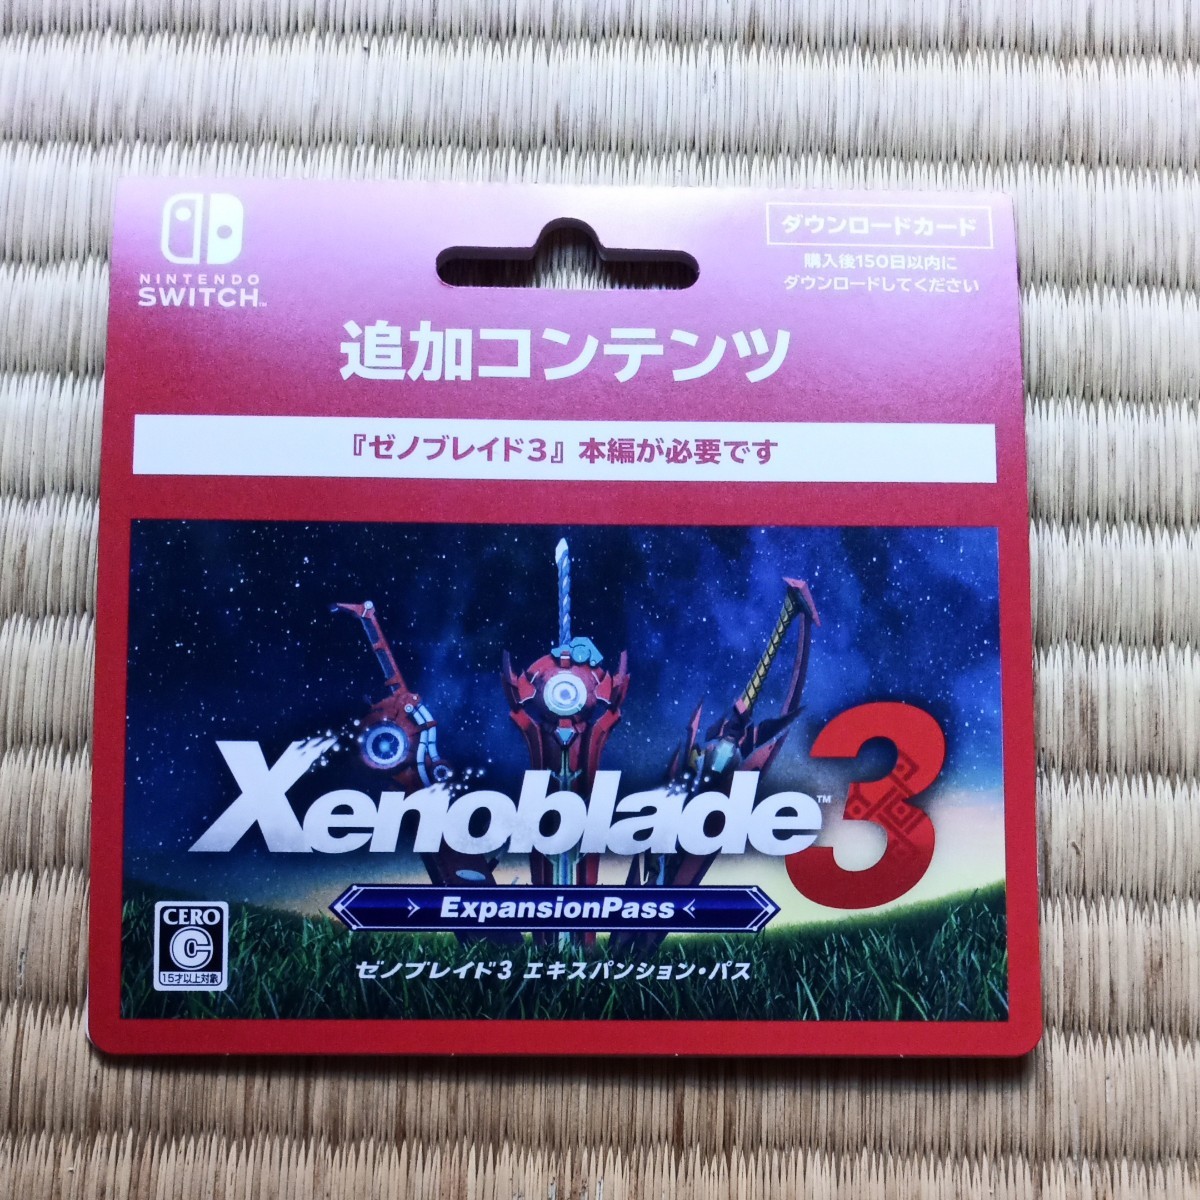 NINTENDO
SWITCH™
ダウンロードカード
購入後150日以内に
ダウンロードしてください
追加コンテンツ
『ゼノブレイド3』本編が必要です
Xenoblade™3
ExpansionPass
ゼノブレイド3 エキスパンション・パス
CERO
C
15才以上対象